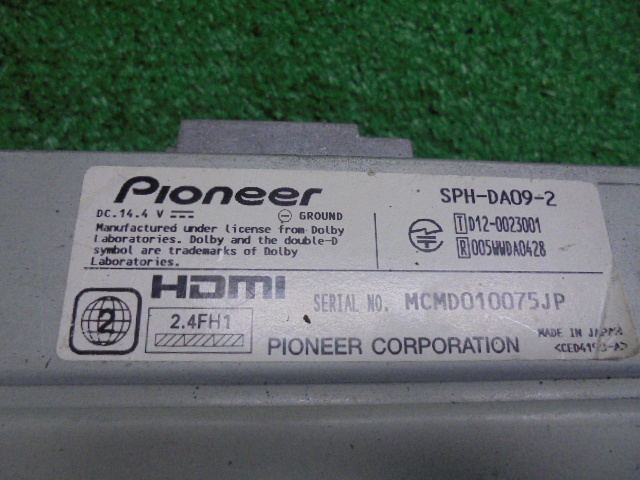 Pioneer
SPH-DA09-2
DC.14.4 V
GROUND
Manufactured under license from Dolby
Laboratories. Dolby and the double-D
symbol are trademarks of Dolby
Laboratories.
T D12-0023001
R 005WWDA0428
HDMI
SERIAL NO. MCMD010075JP
2
2.4FH1
PIONEER CORPORATION
MADE IN JAPAN